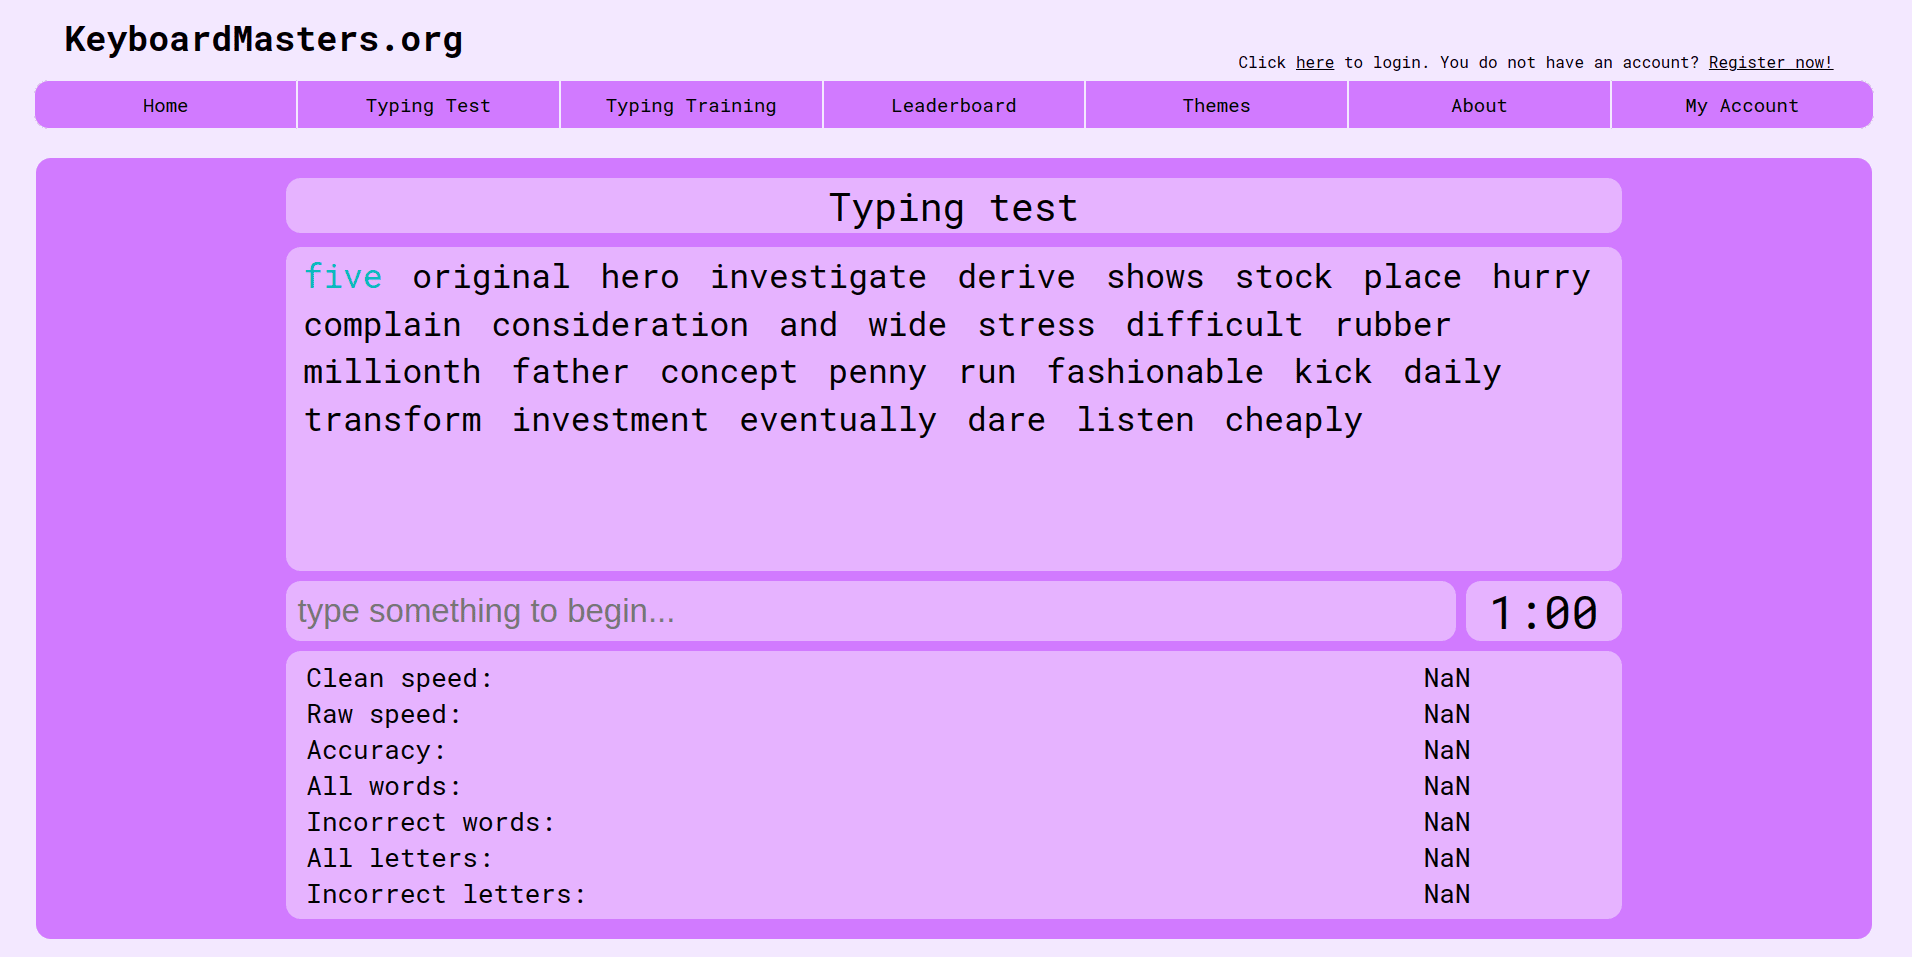 KeyboardMasters.org
Click here to login. You do not have an account? Register now!
Home Typing Test Typing Training Leaderboard Themes About My Account
Typing test
five original hero investigate derive shows stock place hurry
complain consideration and wide stress difficult rubber
millionth father concept penny run fashionable kick daily
transform investment eventually dare listen cheaply
type something to begin... 1:00
Clean speed: NaN
Raw speed: NaN
Accuracy: NaN
All words: NaN
Incorrect words: NaN
All letters: NaN
Incorrect letters: NaN